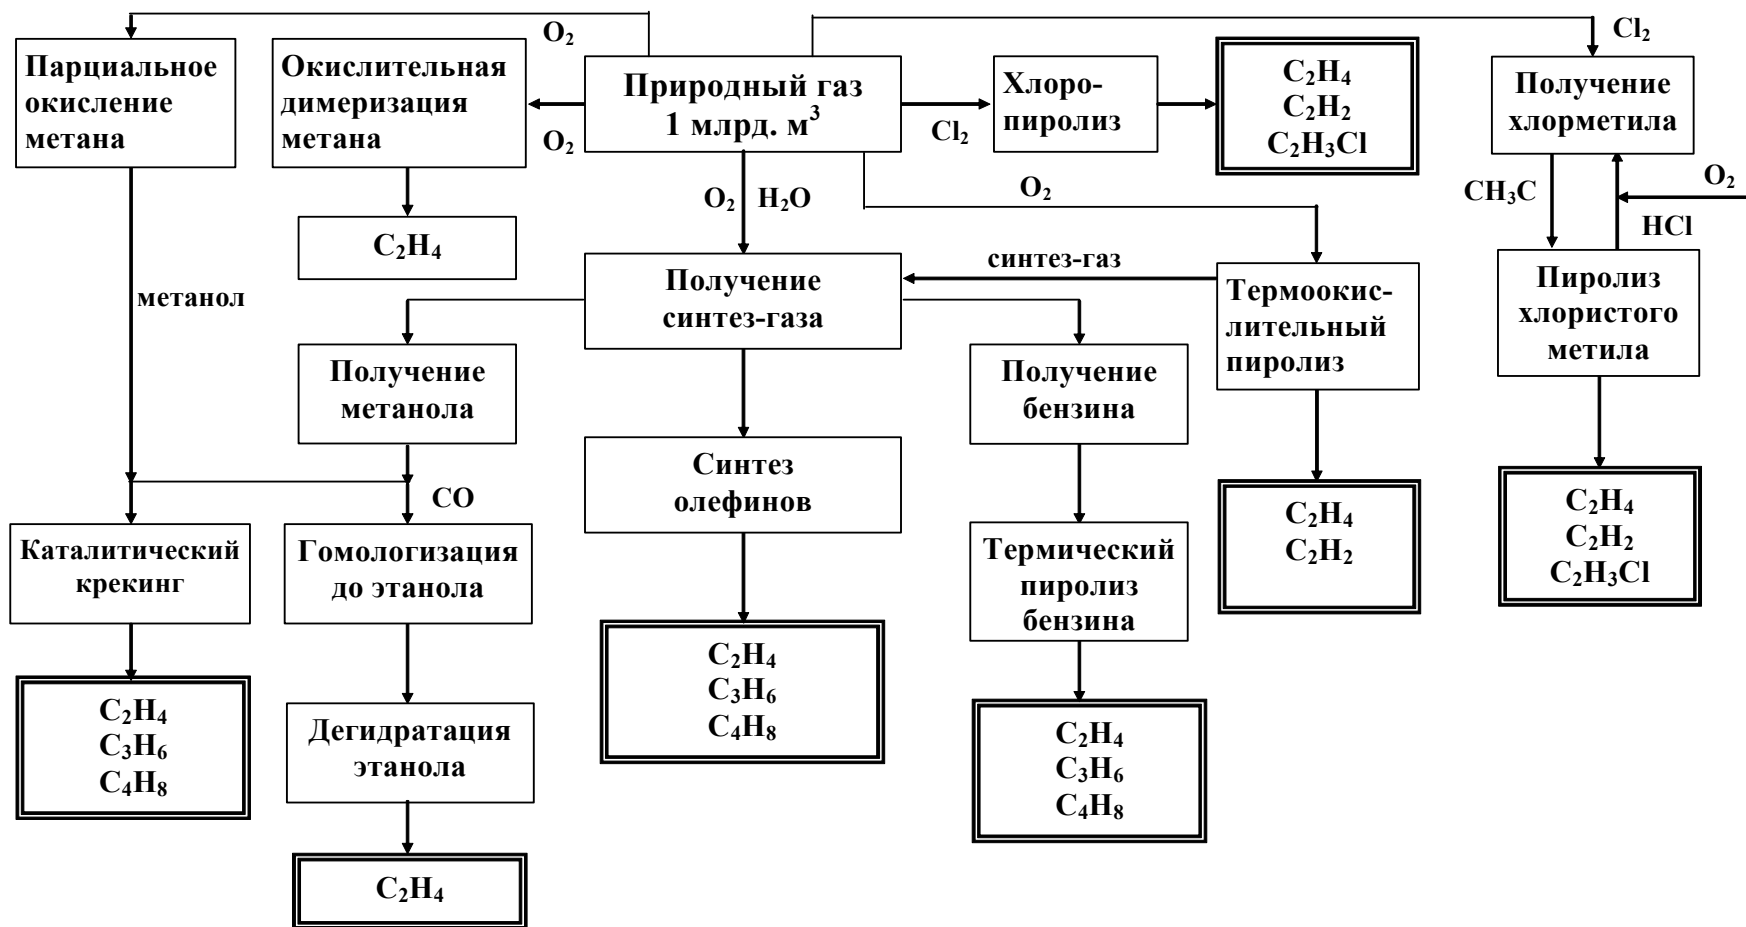 O₂
Cl₂
Парциальное
окисление
метана
Окислительная
димеризация
метана
O₂
Природный газ
1 млрд. м³
Cl₂
Хлоро-
пиролиз
C₂H₄
C₂H₂
C₂H₃Cl
Получение
хлорметила
O₂ H₂O
O₂
CH₃C
O₂
HCl
C₂H₄
метанол
Получение
синтез-газа
синтез-газ
Термоокис-
лительный
пиролиз
Пиролиз
хлористого
метила
Получение
метанола
Получение
бензина
CO
Синтез
олефинов
C₂H₄
C₂H₂
C₂H₄
C₂H₂
C₂H₃Cl
Каталитический
крекинг
Гомологизация
до этанола
Термический
пиролиз
бензина
C₂H₄
C₃H₆
C₄H₈
Дегидратация
этанола
C₂H₄
C₃H₆
C₄H₈
C₂H₄
C₃H₆
C₄H₈
C₂H₄